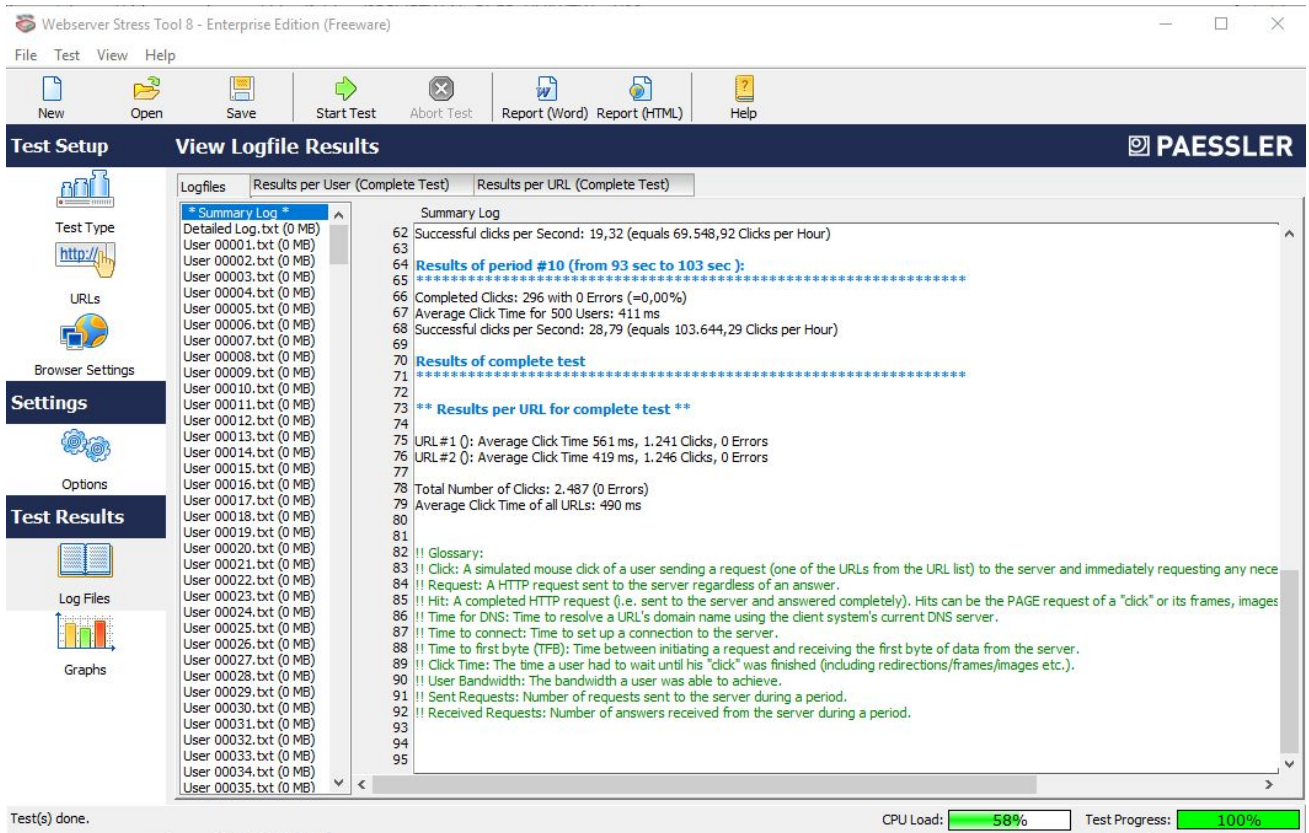 Webserver Stress Tool 8 - Enterprise Edition (Freeware)
File Test View Help
New Open Save Start Test Abort Test Report (Word) Report (HTML) Help
Test Setup
View Logfile Results
PAESSLER
Test Type
http://
URLs
Browser Settings
Settings
Options
Test Results
Log Files
Graphs
Logfiles Results per User (Complete Test) Results per URL (Complete Test)
* Summary Log *
Detailed Log.txt (0 MB)
User 00001.txt (0 MB)
User 00002.txt (0 MB)
User 00003.txt (0 MB)
User 00004.txt (0 MB)
User 00005.txt (0 MB)
User 00006.txt (0 MB)
User 00007.txt (0 MB)
User 00008.txt (0 MB)
User 00009.txt (0 MB)
User 00010.txt (0 MB)
User 00011.txt (0 MB)
User 00012.txt (0 MB)
User 00013.txt (0 MB)
User 00014.txt (0 MB)
User 00015.txt (0 MB)
User 00016.txt (0 MB)
User 00017.txt (0 MB)
User 00018.txt (0 MB)
User 00019.txt (0 MB)
User 00020.txt (0 MB)
User 00021.txt (0 MB)
User 00022.txt (0 MB)
User 00023.txt (0 MB)
User 00024.txt (0 MB)
User 00025.txt (0 MB)
User 00026.txt (0 MB)
User 00027.txt (0 MB)
User 00028.txt (0 MB)
User 00029.txt (0 MB)
User 00030.txt (0 MB)
User 00031.txt (0 MB)
User 00032.txt (0 MB)
User 00033.txt (0 MB)
User 00034.txt (0 MB)
User 00035.txt (0 MB)
Summary Log
62 Successful clicks per Second: 19,32 (equals 69.548,92 Clicks per Hour)
63
64 Results of period #10 (from 93 sec to 103 sec ):
65 ****************************************************************
66 Completed Clicks: 296 with 0 Errors (=0,00%)
67 Average Click Time for 500 Users: 411 ms
68 Successful clicks per Second: 28,79 (equals 103.644,29 Clicks per Hour)
69
70 Results of complete test
71 ****************************************************************
72
73 ** Results per URL for complete test **
74
75 URL#1 (): Average Click Time 561 ms, 1.241 Clicks, 0 Errors
76 URL#2 (): Average Click Time 419 ms, 1.246 Clicks, 0 Errors
77
78 Total Number of Clicks: 2.487 (0 Errors)
79 Average Click Time of all URLs: 490 ms
80
81
82 !! Glossary:
83 !! Click: A simulated mouse click of a user sending a request (one of the URLs from the URL list) to the server and immediately requesting any nece
84 !! Request: A HTTP request sent to the server regardless of an answer.
85 !! Hit: A completed HTTP request (i.e. sent to the server and answered completely). Hits can be the PAGE request of a "click" or its frames, images
86 !! Time for DNS: Time to resolve a URL's domain name using the client system's current DNS server.
87 !! Time to connect: Time to set up a connection to the server.
88 !! Time to first byte (TFB): Time between initiating a request and receiving the first byte of data from the server.
89 !! Click Time: The time a user had to wait until his "click" was finished (including redirections/frames/images etc.).
90 !! User Bandwidth: The bandwidth a user was able to achieve.
91 !! Sent Requests: Number of requests sent to the server during a period.
92 !! Received Requests: Number of answers received from the server during a period.
93
94
95
Test(s) done.
CPU Load: 58% Test Progress: 100%